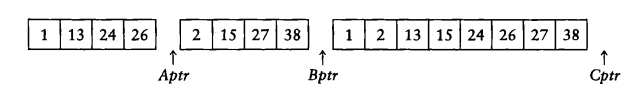 1 13 24 26 2 15 27 38 1 2 13 15 24 26 27 38
↑ ↑ ↑
Aptr Bptr Cptr